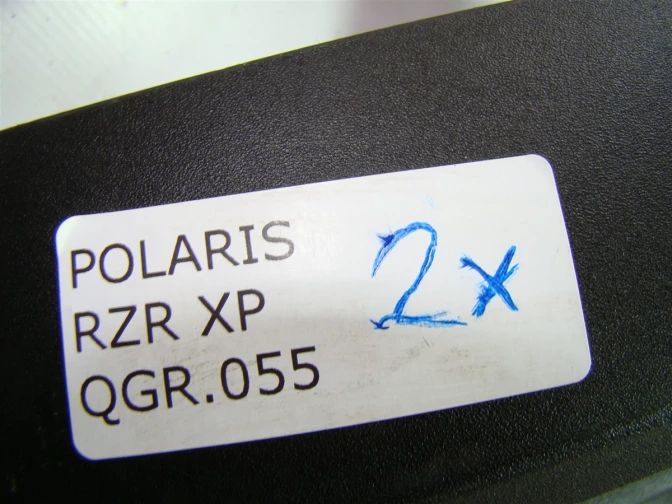 POLARIS
RZR XP
QGR.055
2x